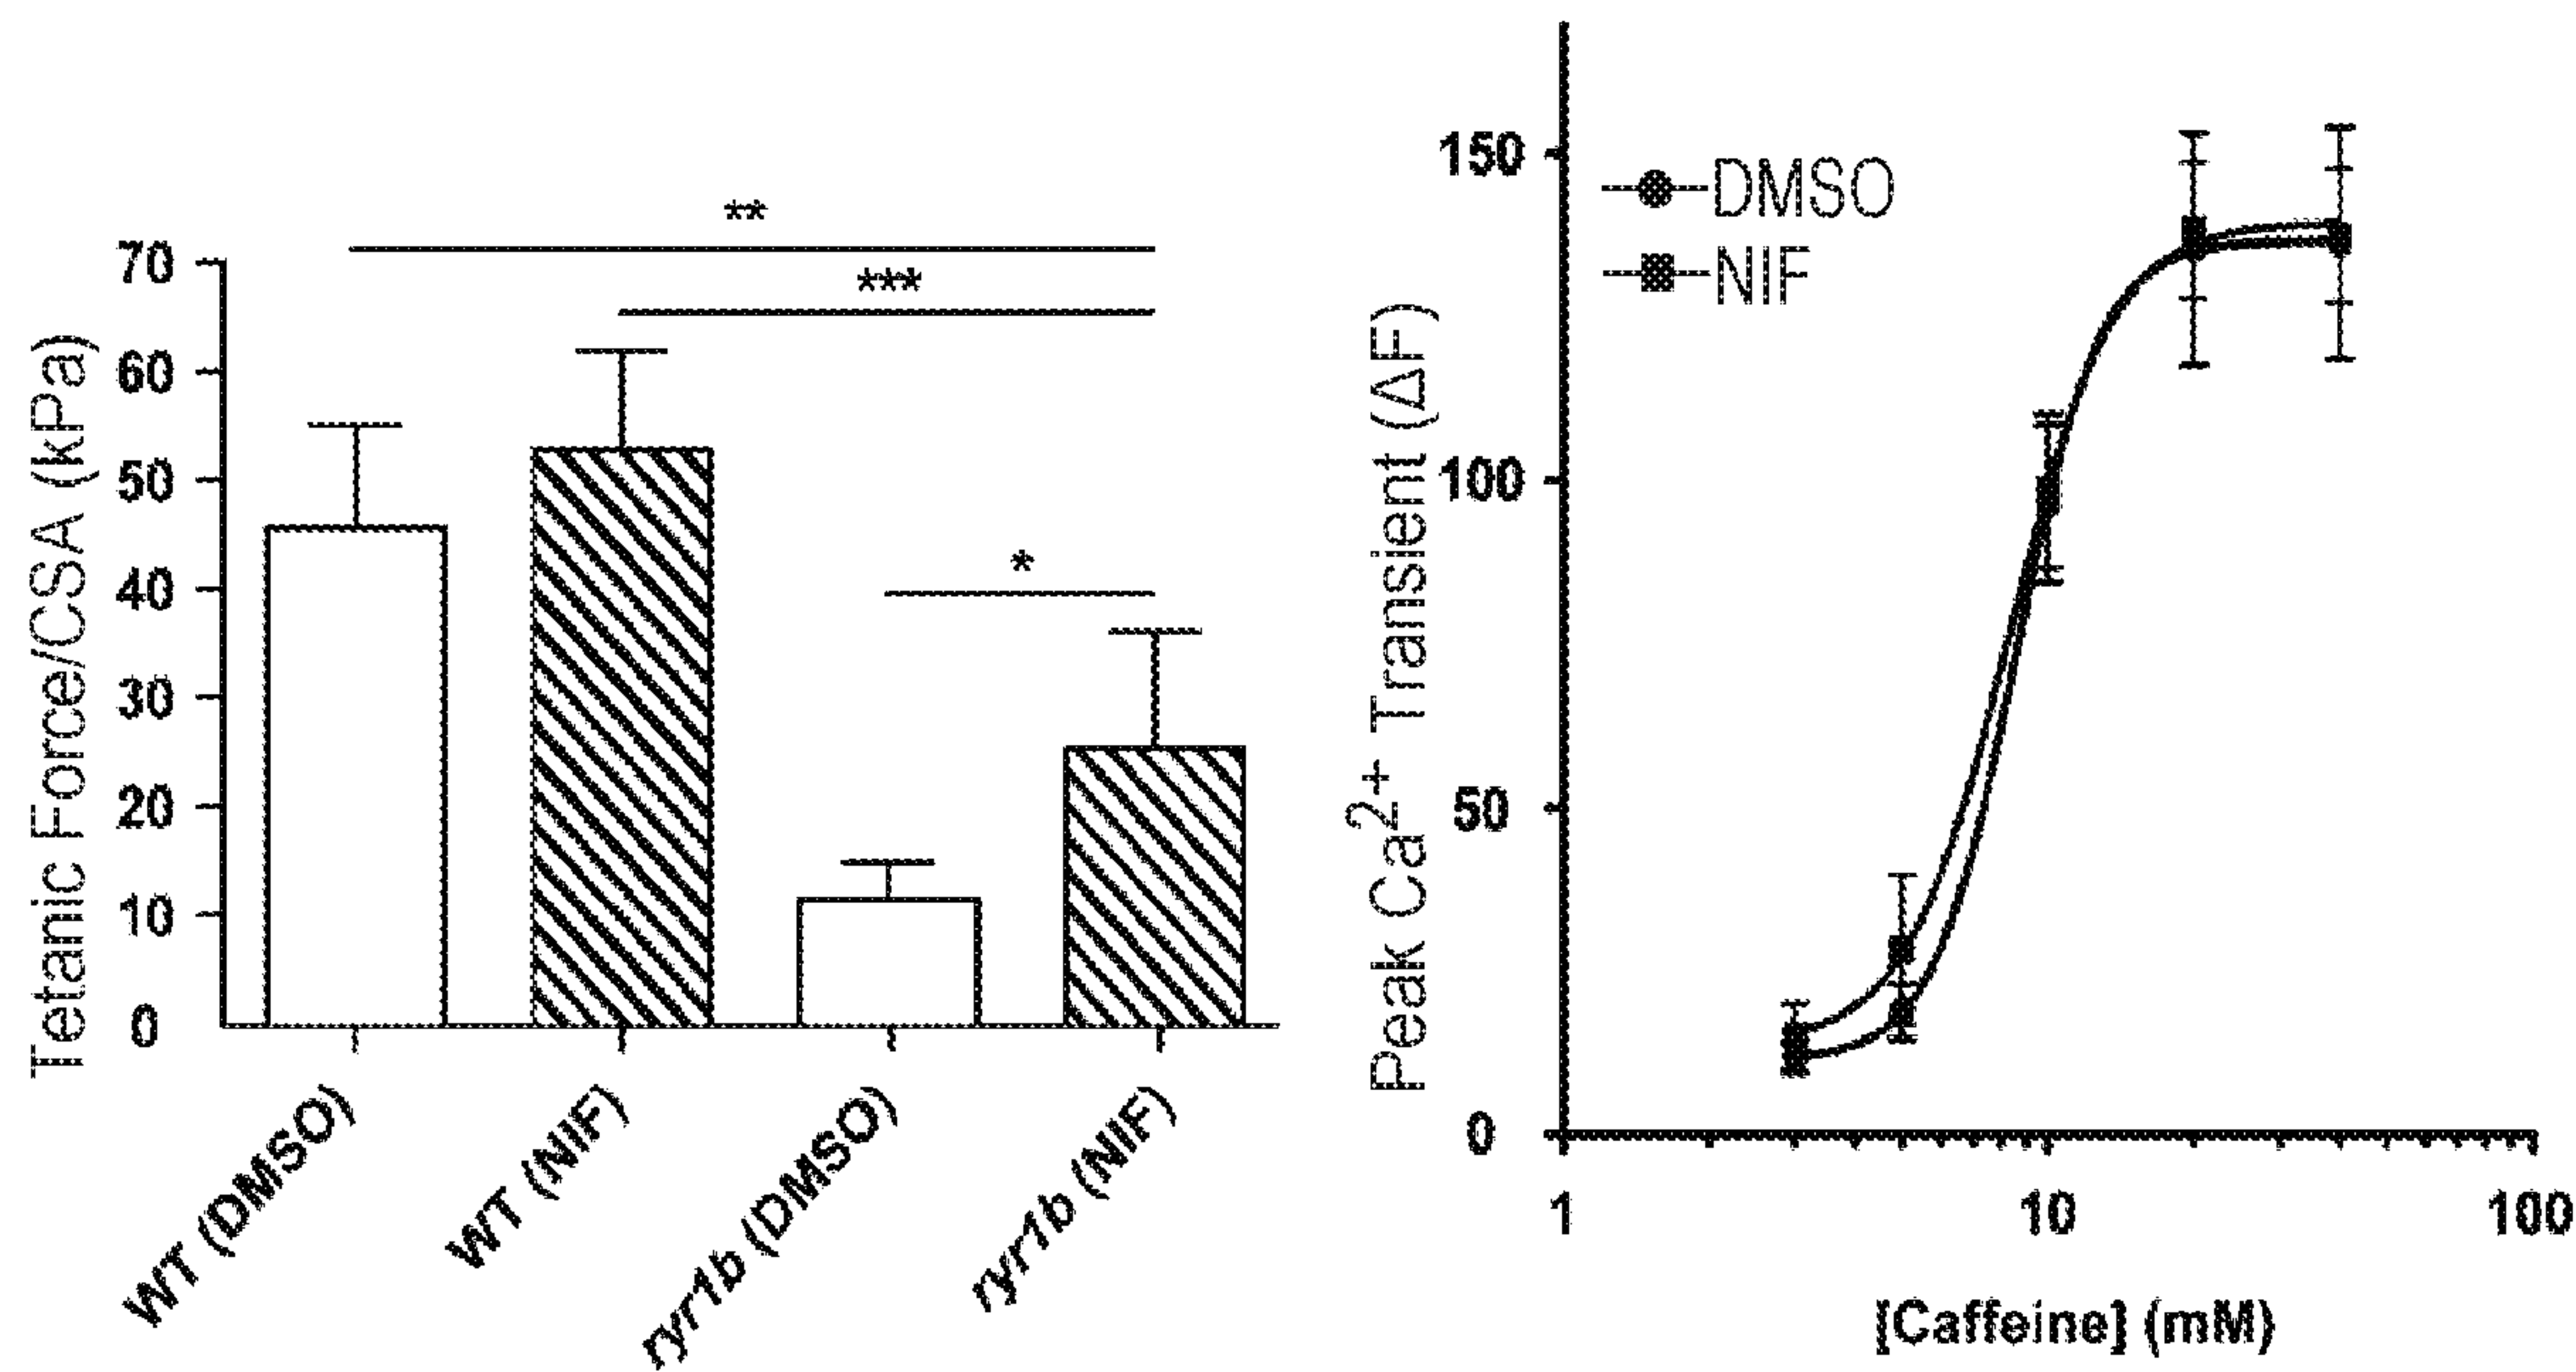 Tetanic Force/CSA (kPa)
70
60
50
40
30
20
10
0
**
***
*
WT (DMSO)
WT (NIF)
ryr1b (DMSO)
ryr1b (NIF)
Peak Ca2+ Transient (ΔF)
150
100
50
0
DMSO
NIF
1
10
100
[Caffeine] (mM)